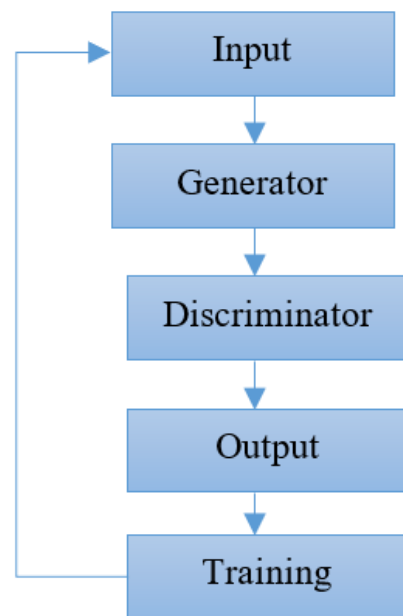 Input
Generator
Discriminator
Output
Training